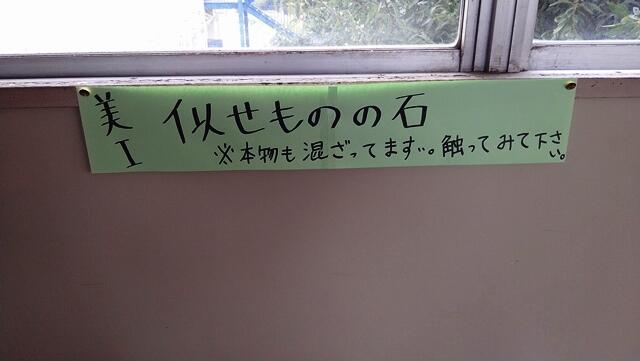 美I
似せものの石
※本物も混ざってます。触ってみて下さい。